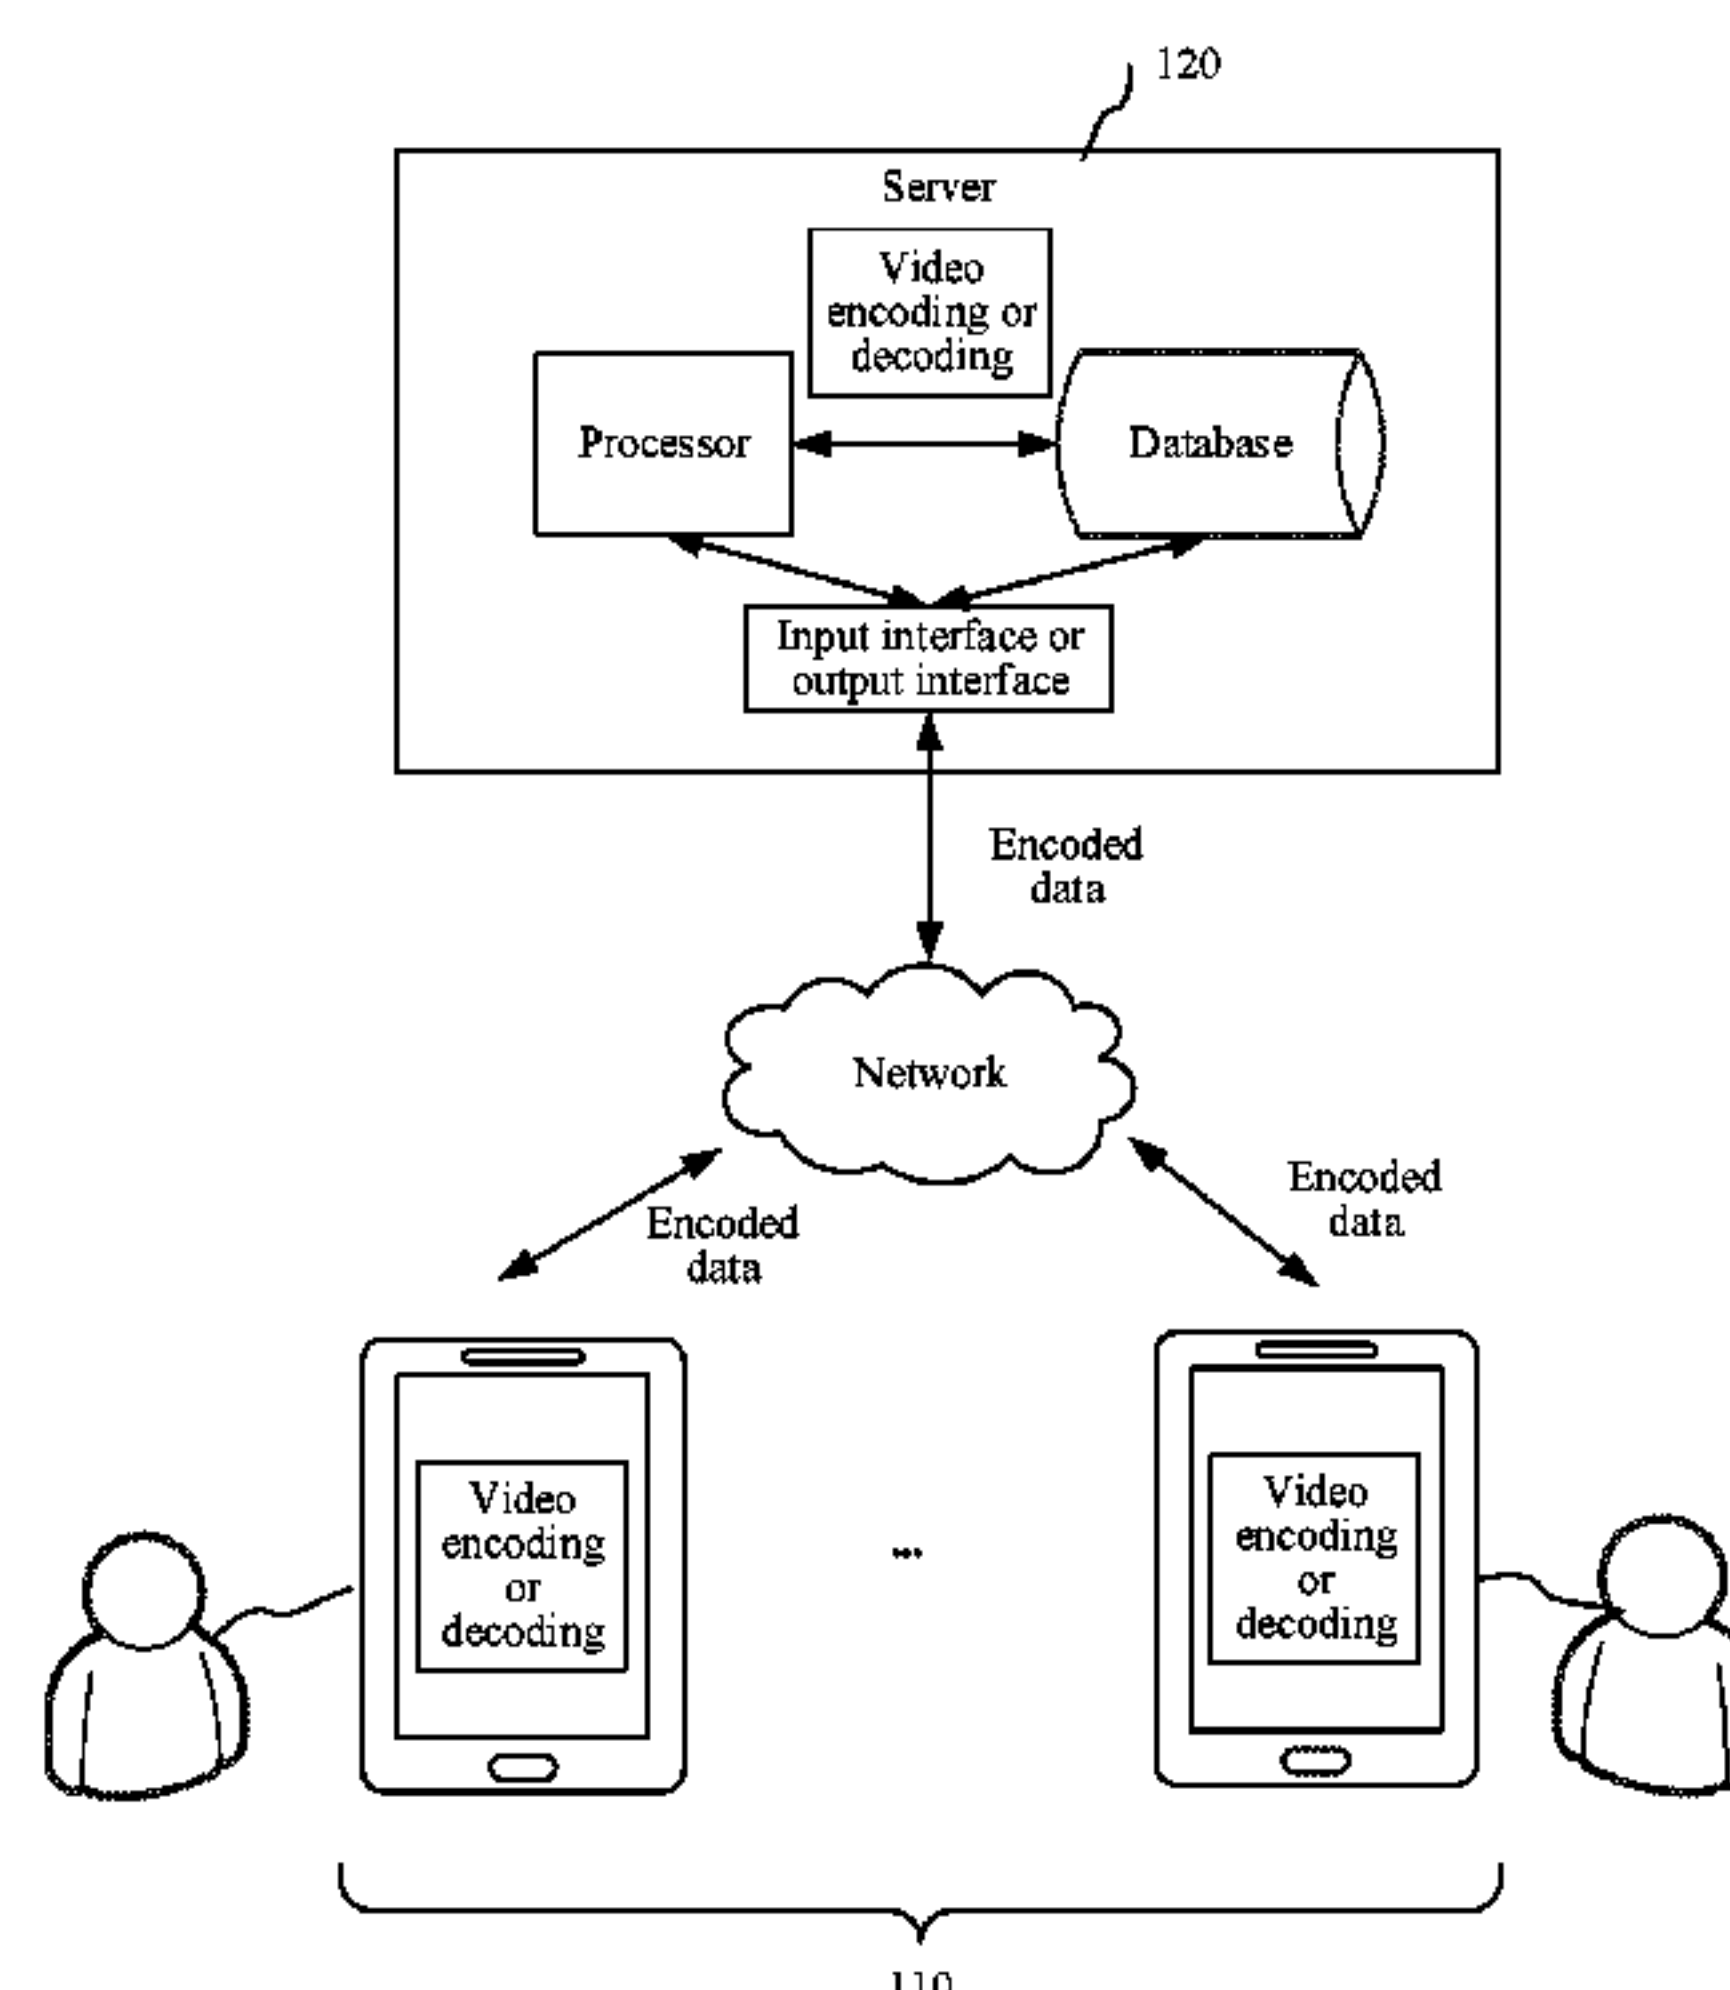 120
Server
Video
encoding or
decoding
Processor
Database
Input interface or
output interface
Encoded
data
Network
Encoded
data
Encoded
data
Video
encoding
or
decoding
...
Video
encoding
or
decoding
110